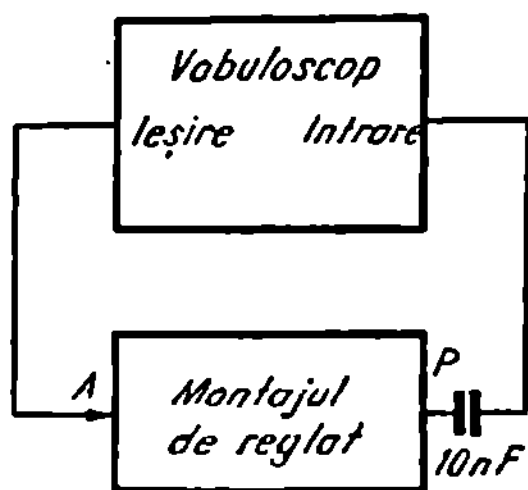 Vobuloscop
Ieșire Intrare
A
P
Montajul
de reglat
10nF